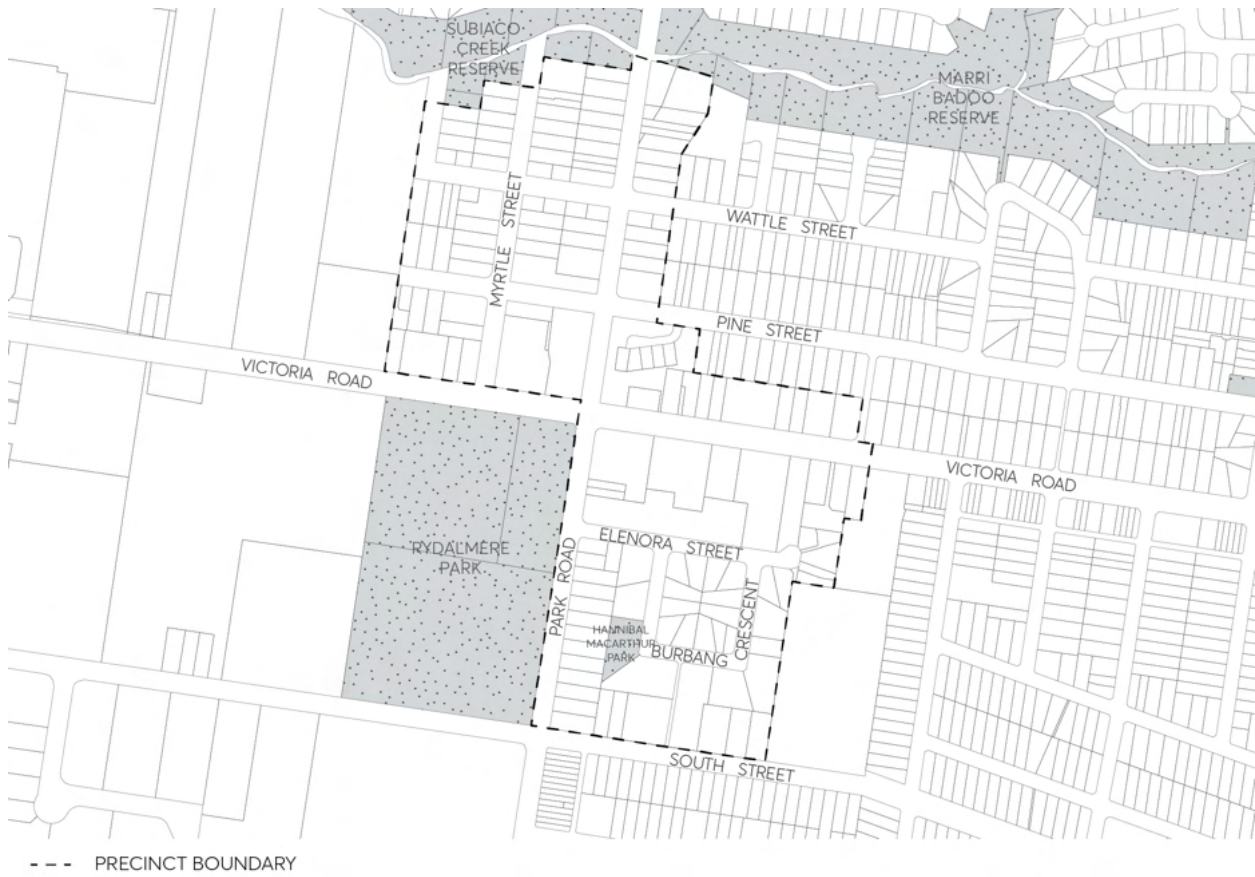 SUBIACO
CREEK
RESERVE
MARRI
BADOO
RESERVE
MYRTLE STREET
WATTLE STREET
PINE STREET
VICTORIA ROAD
VICTORIA ROAD
RYDALMERE
PARK
PARK ROAD
ELENORA STREET
HANNIBAL
MACARTHUR
PARK
BURBANG
CRESCENT
SOUTH STREET
PRECINCT BOUNDARY